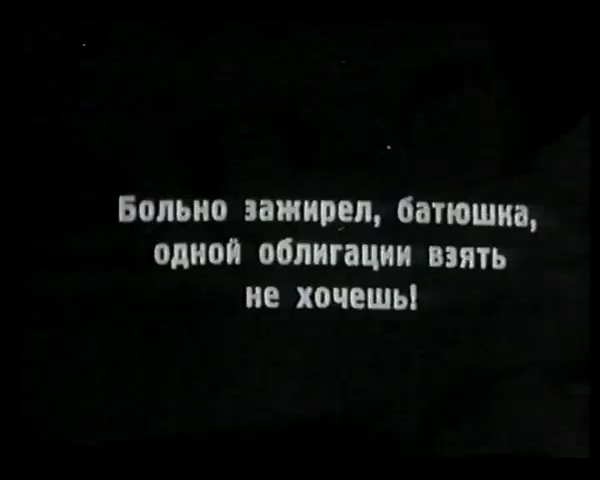 Больно зажирел, батюшка,
одной облигации взять
не хочешь!